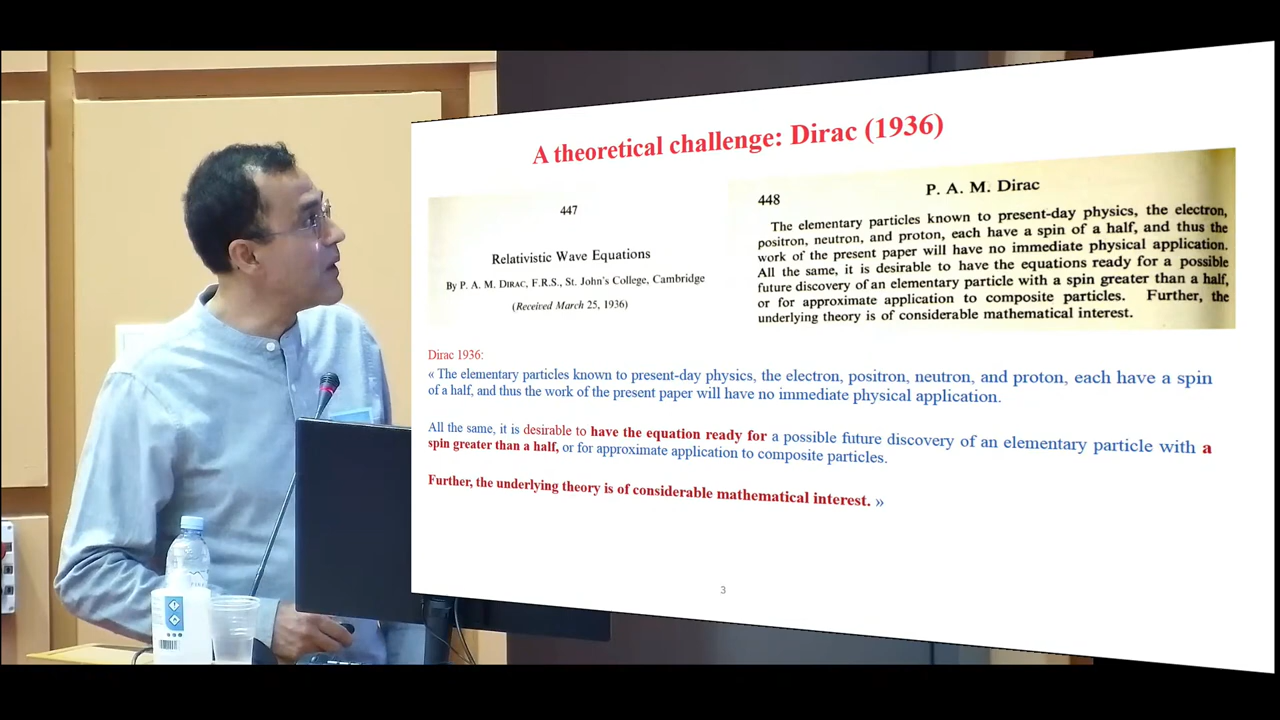 A theoretical challenge: Dirac (1936)
447
Relativistic Wave Equations
By P. A. M. DIRAC, F.R.S., St. John's College, Cambridge
(Received March 25, 1936)
448
P. A. M. Dirac
The elementary particles known to present-day physics, the electron,
positron, neutron, and proton, each have a spin of a half, and thus the
work of the present paper will have no immediate physical application.
All the same, it is desirable to have the equations ready for a possible
future discovery of an elementary particle with a spin greater than a half,
or for approximate application to composite particles. Further, the
underlying theory is of considerable mathematical interest.
Dirac 1936:
« The elementary particles known to present-day physics, the electron, positron, neutron, and proton, each have a spin
of a half, and thus the work of the present paper will have no immediate physical application.
All the same, it is desirable to have the equation ready for a possible future discovery of an elementary particle with a
spin greater than a half, or for approximate application to composite particles.
Further, the underlying theory is of considerable mathematical interest. »
3